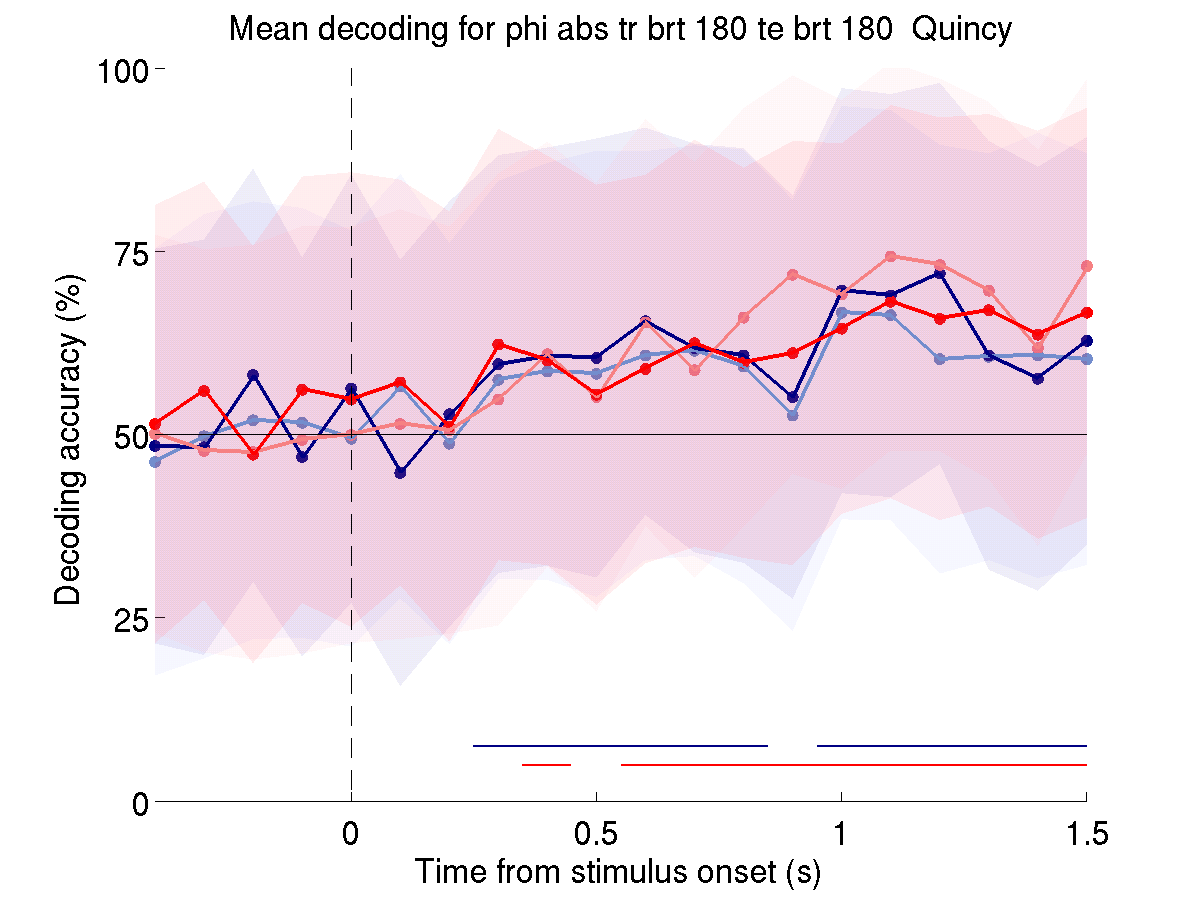 Mean decoding for phi abs tr brt 180 te brt 180  Quincy
100
75
50
25
0
Decoding accuracy (%)
0 0.5 1 1.5
Time from stimulus onset (s)